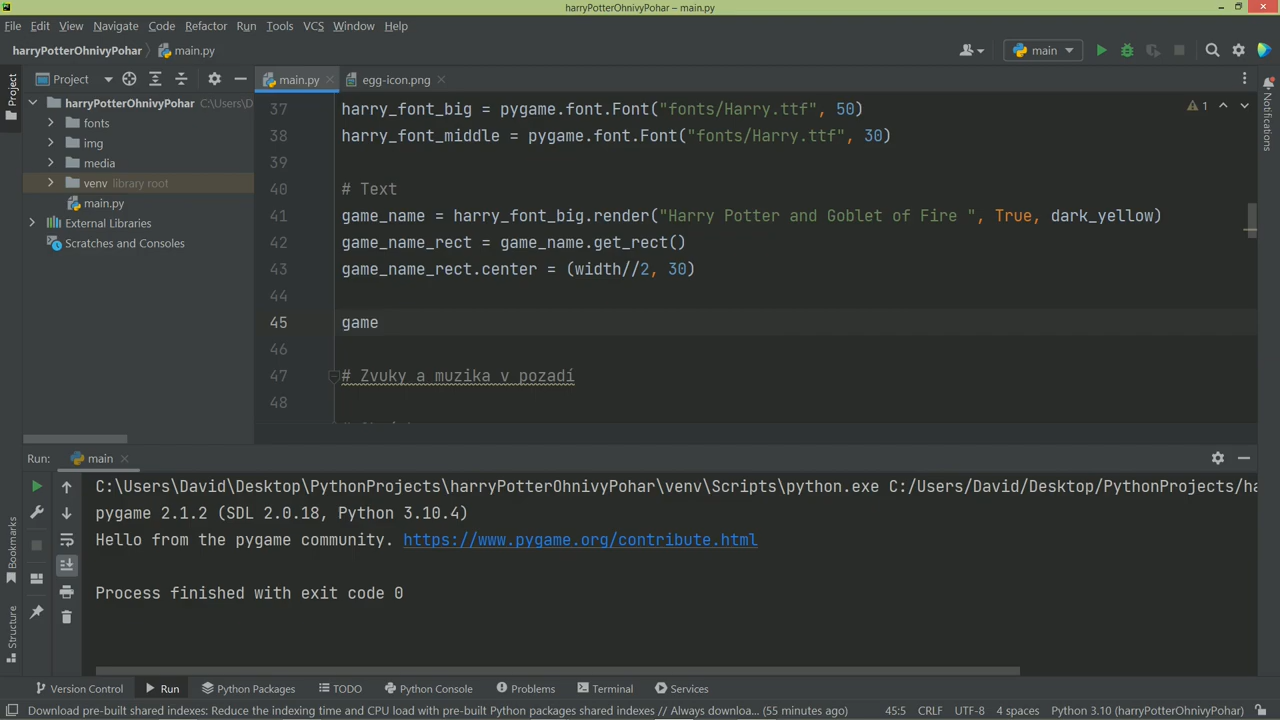 harryPotterOhnivyPohar – main.py
File Edit View Navigate Code Refactor Run Tools VCS Window Help
harryPotterOhnivyPohar main.py main
Project main.py egg-icon.png
Project
harryPotterOhnivyPohar C:\Users\D
fonts
img
media
venv library root
main.py
External Libraries
Scratches and Consoles
1
37 harry_font_big = pygame.font.Font("fonts/Harry.ttf", 50)
38 harry_font_middle = pygame.font.Font("fonts/Harry.ttf", 30)
39
40 # Text
41 game_name = harry_font_big.render("Harry Potter and Goblet of Fire ", True, dark_yellow)
42 game_name_rect = game_name.get_rect()
43 game_name_rect.center = (width//2, 30)
44
45 game
46
47 # Zvuky a muzika v pozadí
48
Notifications
Run: main
C:\Users\David\Desktop\PythonProjects\harryPotterOhnivyPohar\venv\Scripts\python.exe C:/Users/David/Desktop/PythonProjects/ha
pygame 2.1.2 (SDL 2.0.18, Python 3.10.4)
Hello from the pygame community. https://www.pygame.org/contribute.html
Process finished with exit code 0
Bookmarks
Structure
Version Control Run Python Packages TODO Python Console Problems Terminal Services
Download pre-built shared indexes: Reduce the indexing time and CPU load with pre-built Python packages shared indexes // Always downloa... (55 minutes ago) 45:5 CRLF UTF-8 4 spaces Python 3.10 (harryPotterOhnivyPohar)